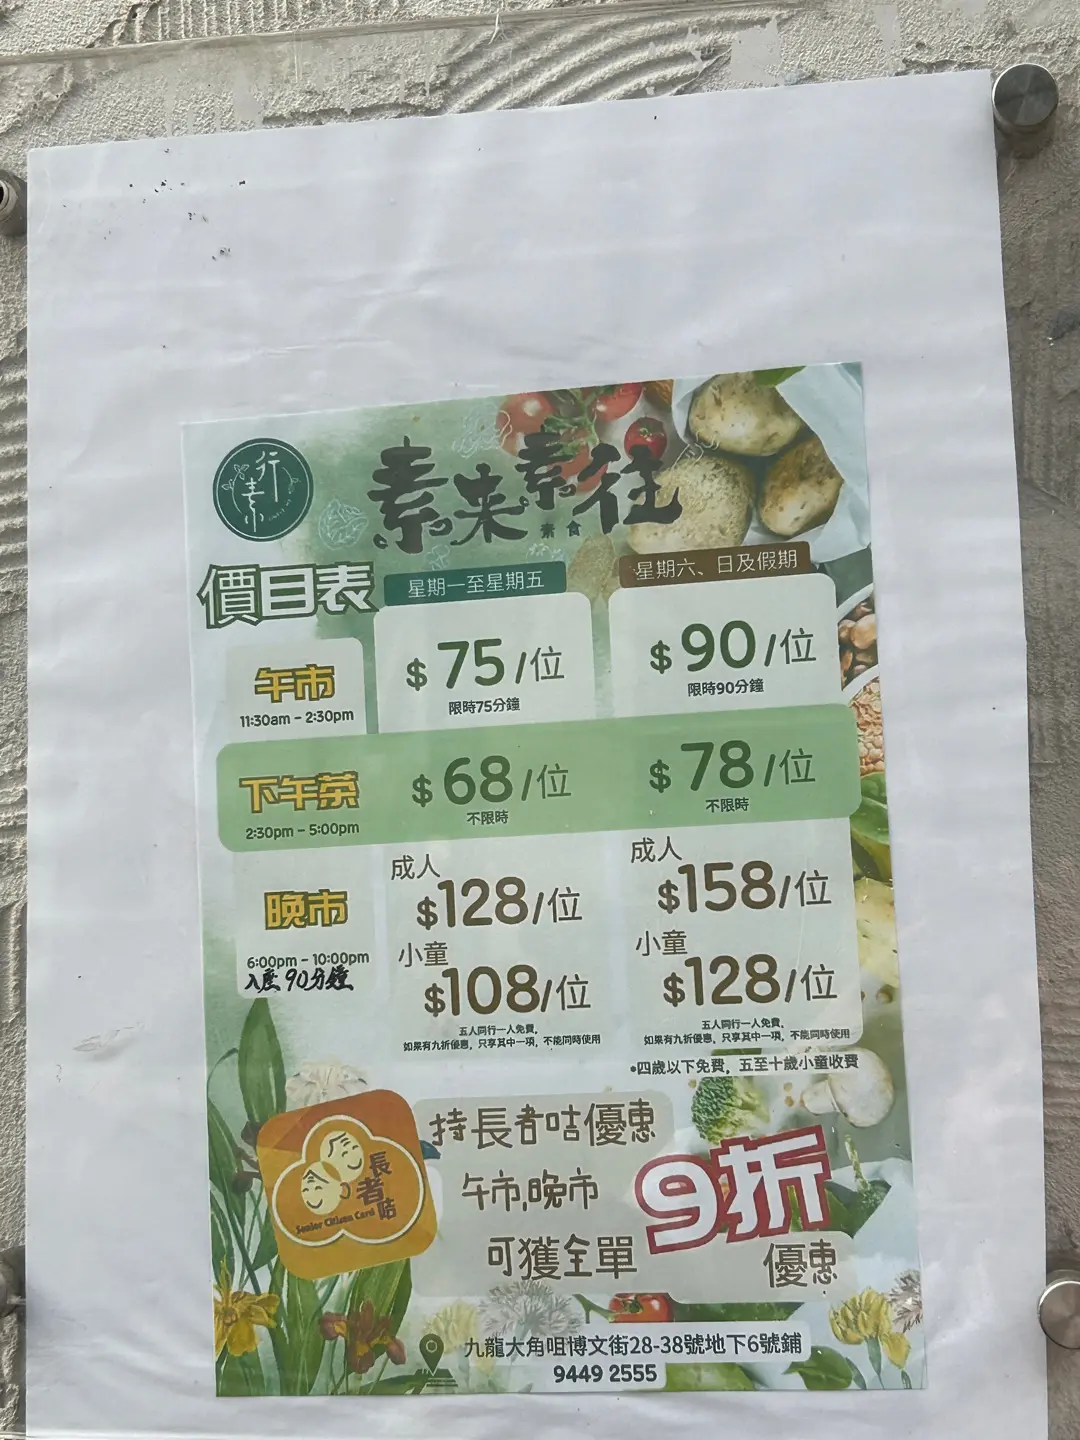 行素
素來素往
素食
價目表
星期一至星期五
星期六、日及假期
午市
11:30am - 2:30pm
$75/位
限時75分鐘
$90/位
限時90分鐘
下午茶
2:30pm - 5:00pm
$68/位
不限時
$78/位
不限時
晚市
6:00pm - 10:00pm
入座90分鐘
成人
$128/位
小童
$108/位
五人同行一人免費，
如果有九折優惠，只享其中一項，不能同時使用
成人
$158/位
小童
$128/位
五人同行一人免費，
如果有九折優惠，只享其中一項，不能同時使用
•四歲以下免費，五至十歲小童收費
長者咭
Senior Citizen Card
持長者咭優惠
午市,晚市
可獲全單
9折
優惠
九龍大角咀博文街28-38號地下6號鋪
9449 2555